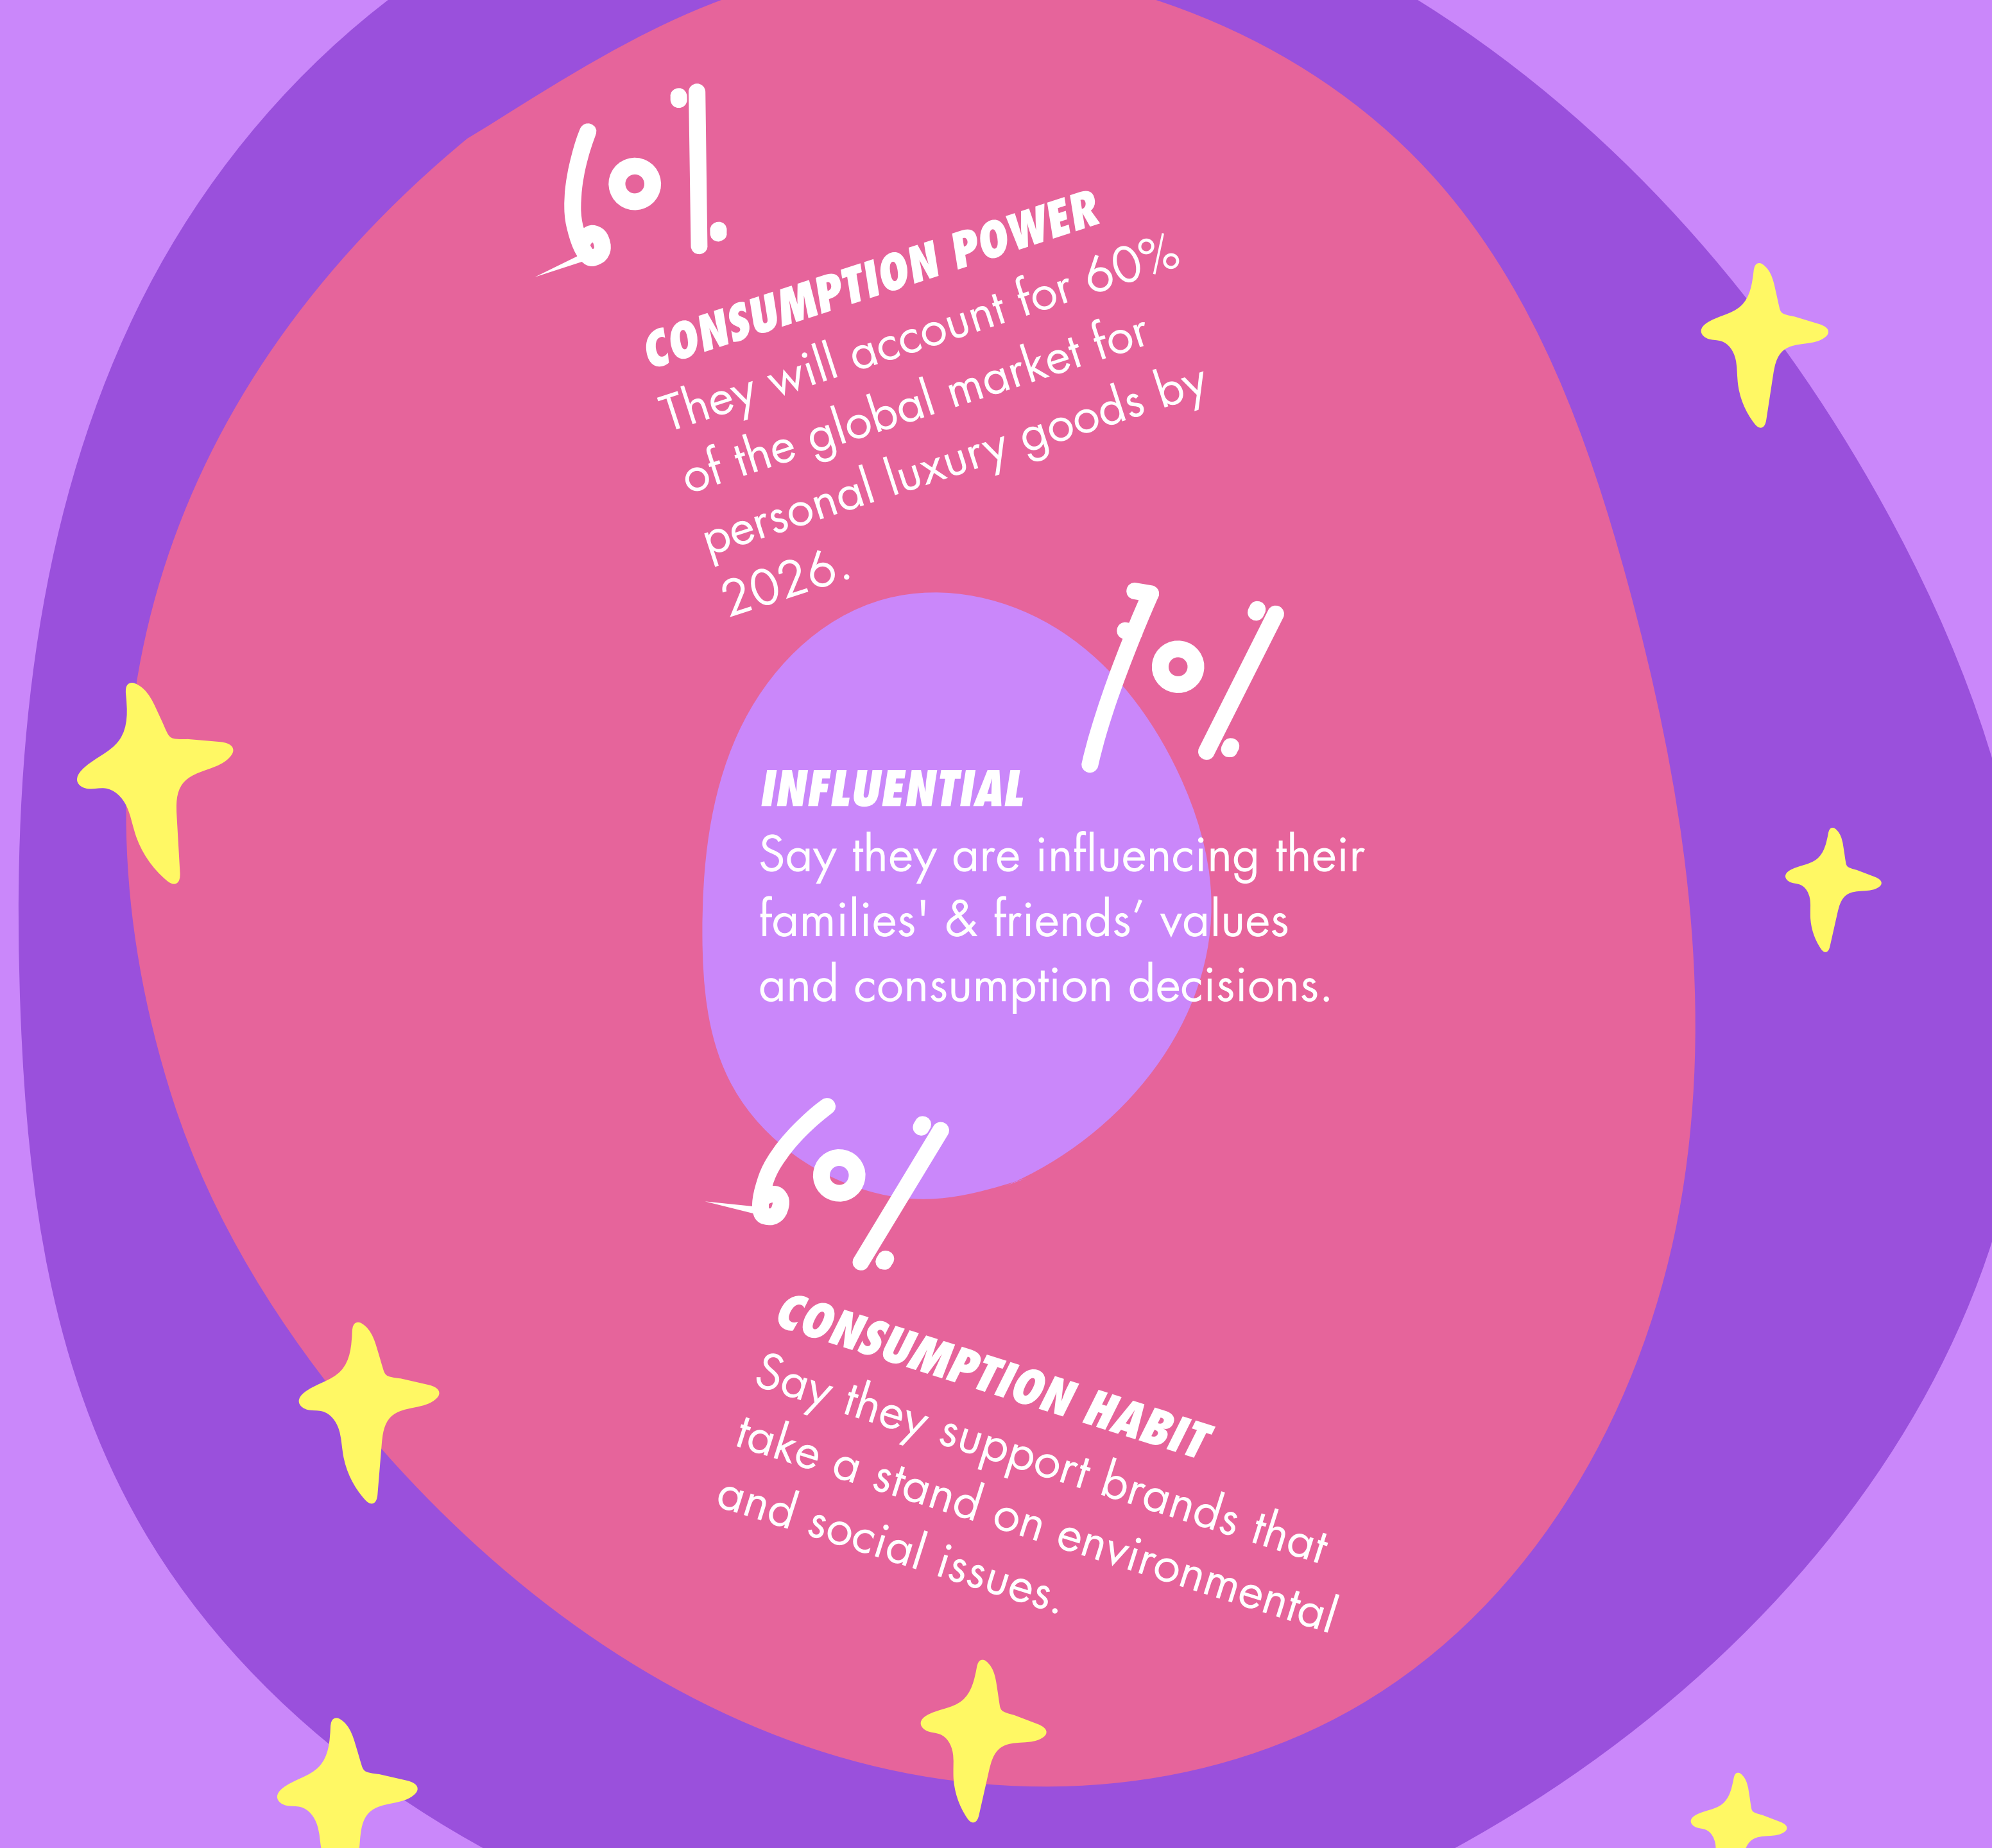 60%
CONSUMPTION POWER
They will account for 60%
of the global market for
personal luxury goods by
2026.
70%
INFLUENTIAL
Say they are influencing their
families' & friends’ values
and consumption decisions.
60%
CONSUMPTION HABIT
Say they support brands that
take a stand on environmental
and social issues.